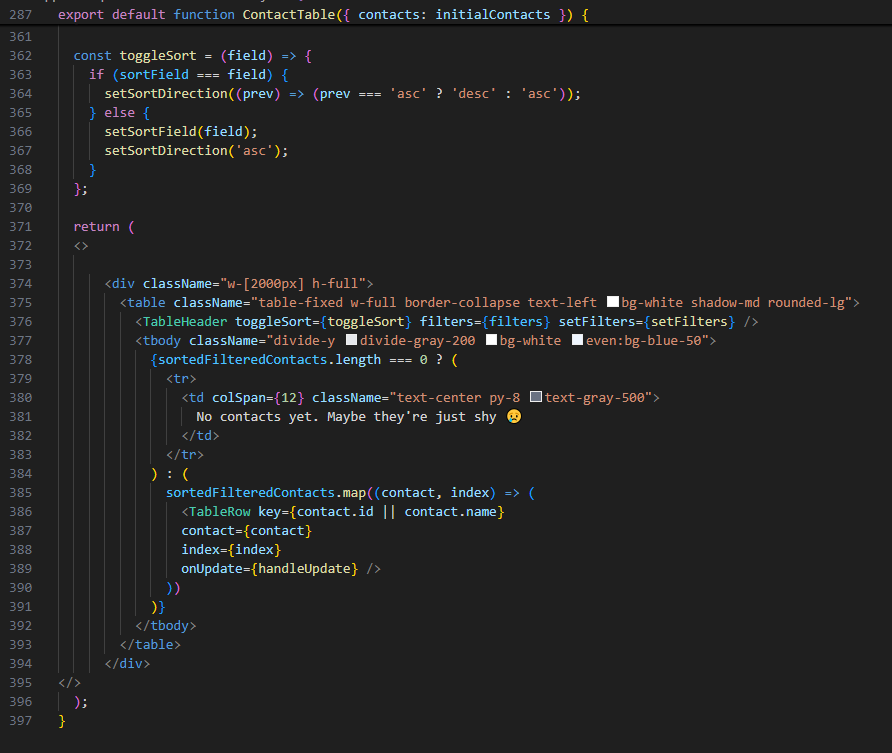 287 export default function ContactTable({ contacts: initialContacts }) {
361
362 const toggleSort = (field) => {
363 if (sortField === field) {
364 setSortDirection((prev) => (prev === 'asc' ? 'desc' : 'asc'));
365 } else {
366 setSortField(field);
367 setSortDirection('asc');
368 }
369 };
370
371 return (
372 <>
373
374 <div className="w-[2000px] h-full">
375 <table className="table-fixed w-full border-collapse text-left bg-white shadow-md rounded-lg">
376 <TableHeader toggleSort={toggleSort} filters={filters} setFilters={setFilters} />
377 <tbody className="divide-y divide-gray-200 bg-white even:bg-blue-50">
378 {sortedFilteredContacts.length === 0 ? (
379 <tr>
380 <td colSpan={12} className="text-center py-8 text-gray-500">
381 No contacts yet. Maybe they're just shy 😢
382 </td>
383 </tr>
384 ) : (
385 sortedFilteredContacts.map((contact, index) => (
386 <TableRow key={contact.id || contact.name}
387 contact={contact}
388 index={index}
389 onUpdate={handleUpdate} />
390 ))
391 )}
392 </tbody>
393 </table>
394 </div>
395 </>
396 );
397 }